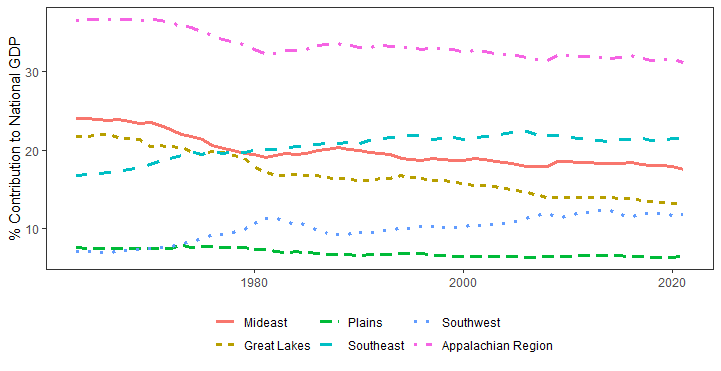 % Contribution to National GDP
30
20
10
1980
2000
2020
Mideast
Plains
Southwest
Great Lakes
Southeast
Appalachian Region